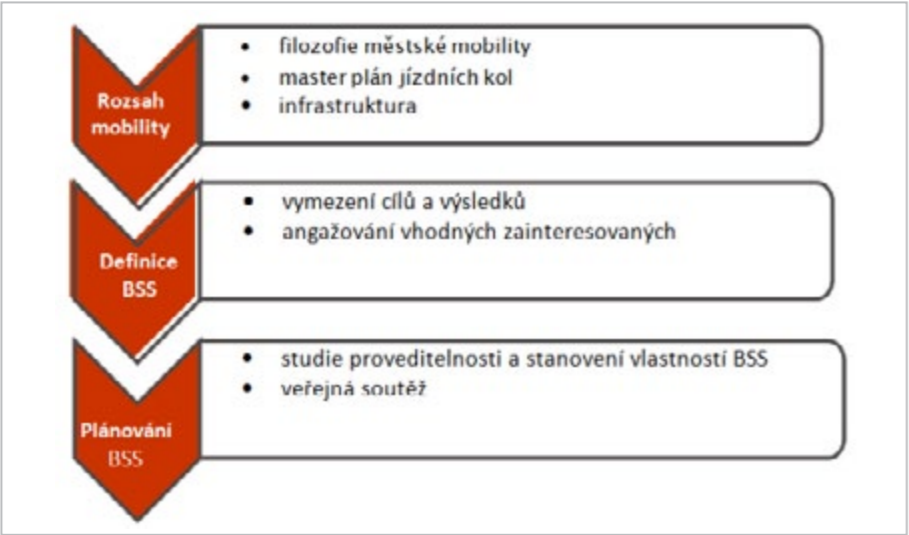 Rozsah
mobility
• filozofie městské mobility
• master plán jízdních kol
• infrastruktura
Definice
BSS
• vymezení cílů a výsledků
• angažování vhodných zainteresovaných
Plánování
BSS
• studie proveditelnosti a stanovení vlastností BSS
• veřejná soutěž